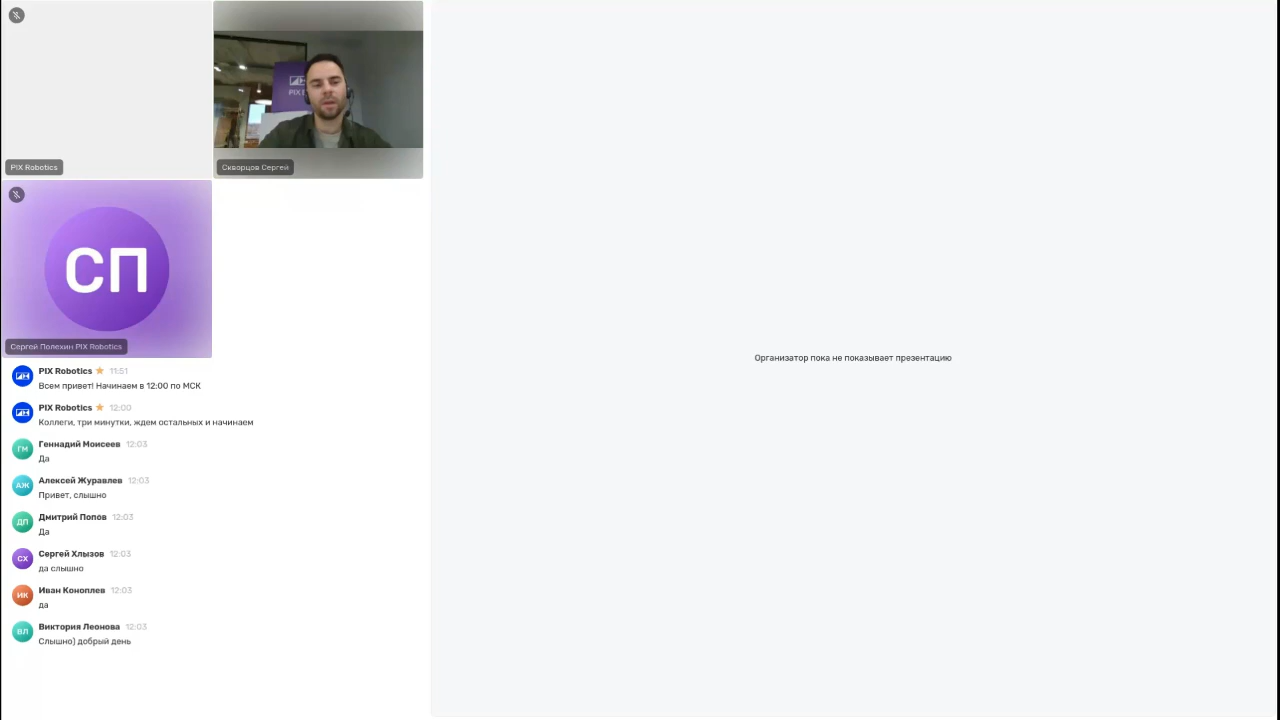 PIX
PIX Robotics
Скворцов Сергей
СП
Сергей Полехин PIX Robotics
PIX Robotics 11:51
Всем привет! Начинаем в 12:00 по МСК
PIX Robotics 12:00
Коллеги, три минутки, ждем остальных и начинаем
ГМ
Геннадий Моисеев 12:03
Да
АЖ
Алексей Журавлев 12:03
Привет, слышно
ДП
Дмитрий Попов 12:03
Да
СХ
Сергей Хлызов 12:03
да слышно
ИК
Иван Коноплев 12:03
да
ВЛ
Виктория Леонова 12:03
Слышно) добрый день
Организатор пока не показывает презентацию